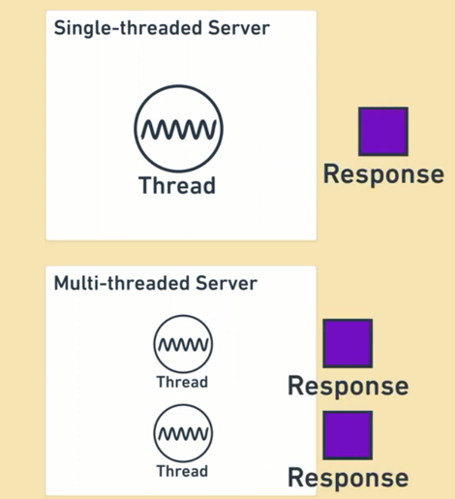 Single-threaded Server
Thread
Response
Multi-threaded Server
Thread
Response
Thread
Response